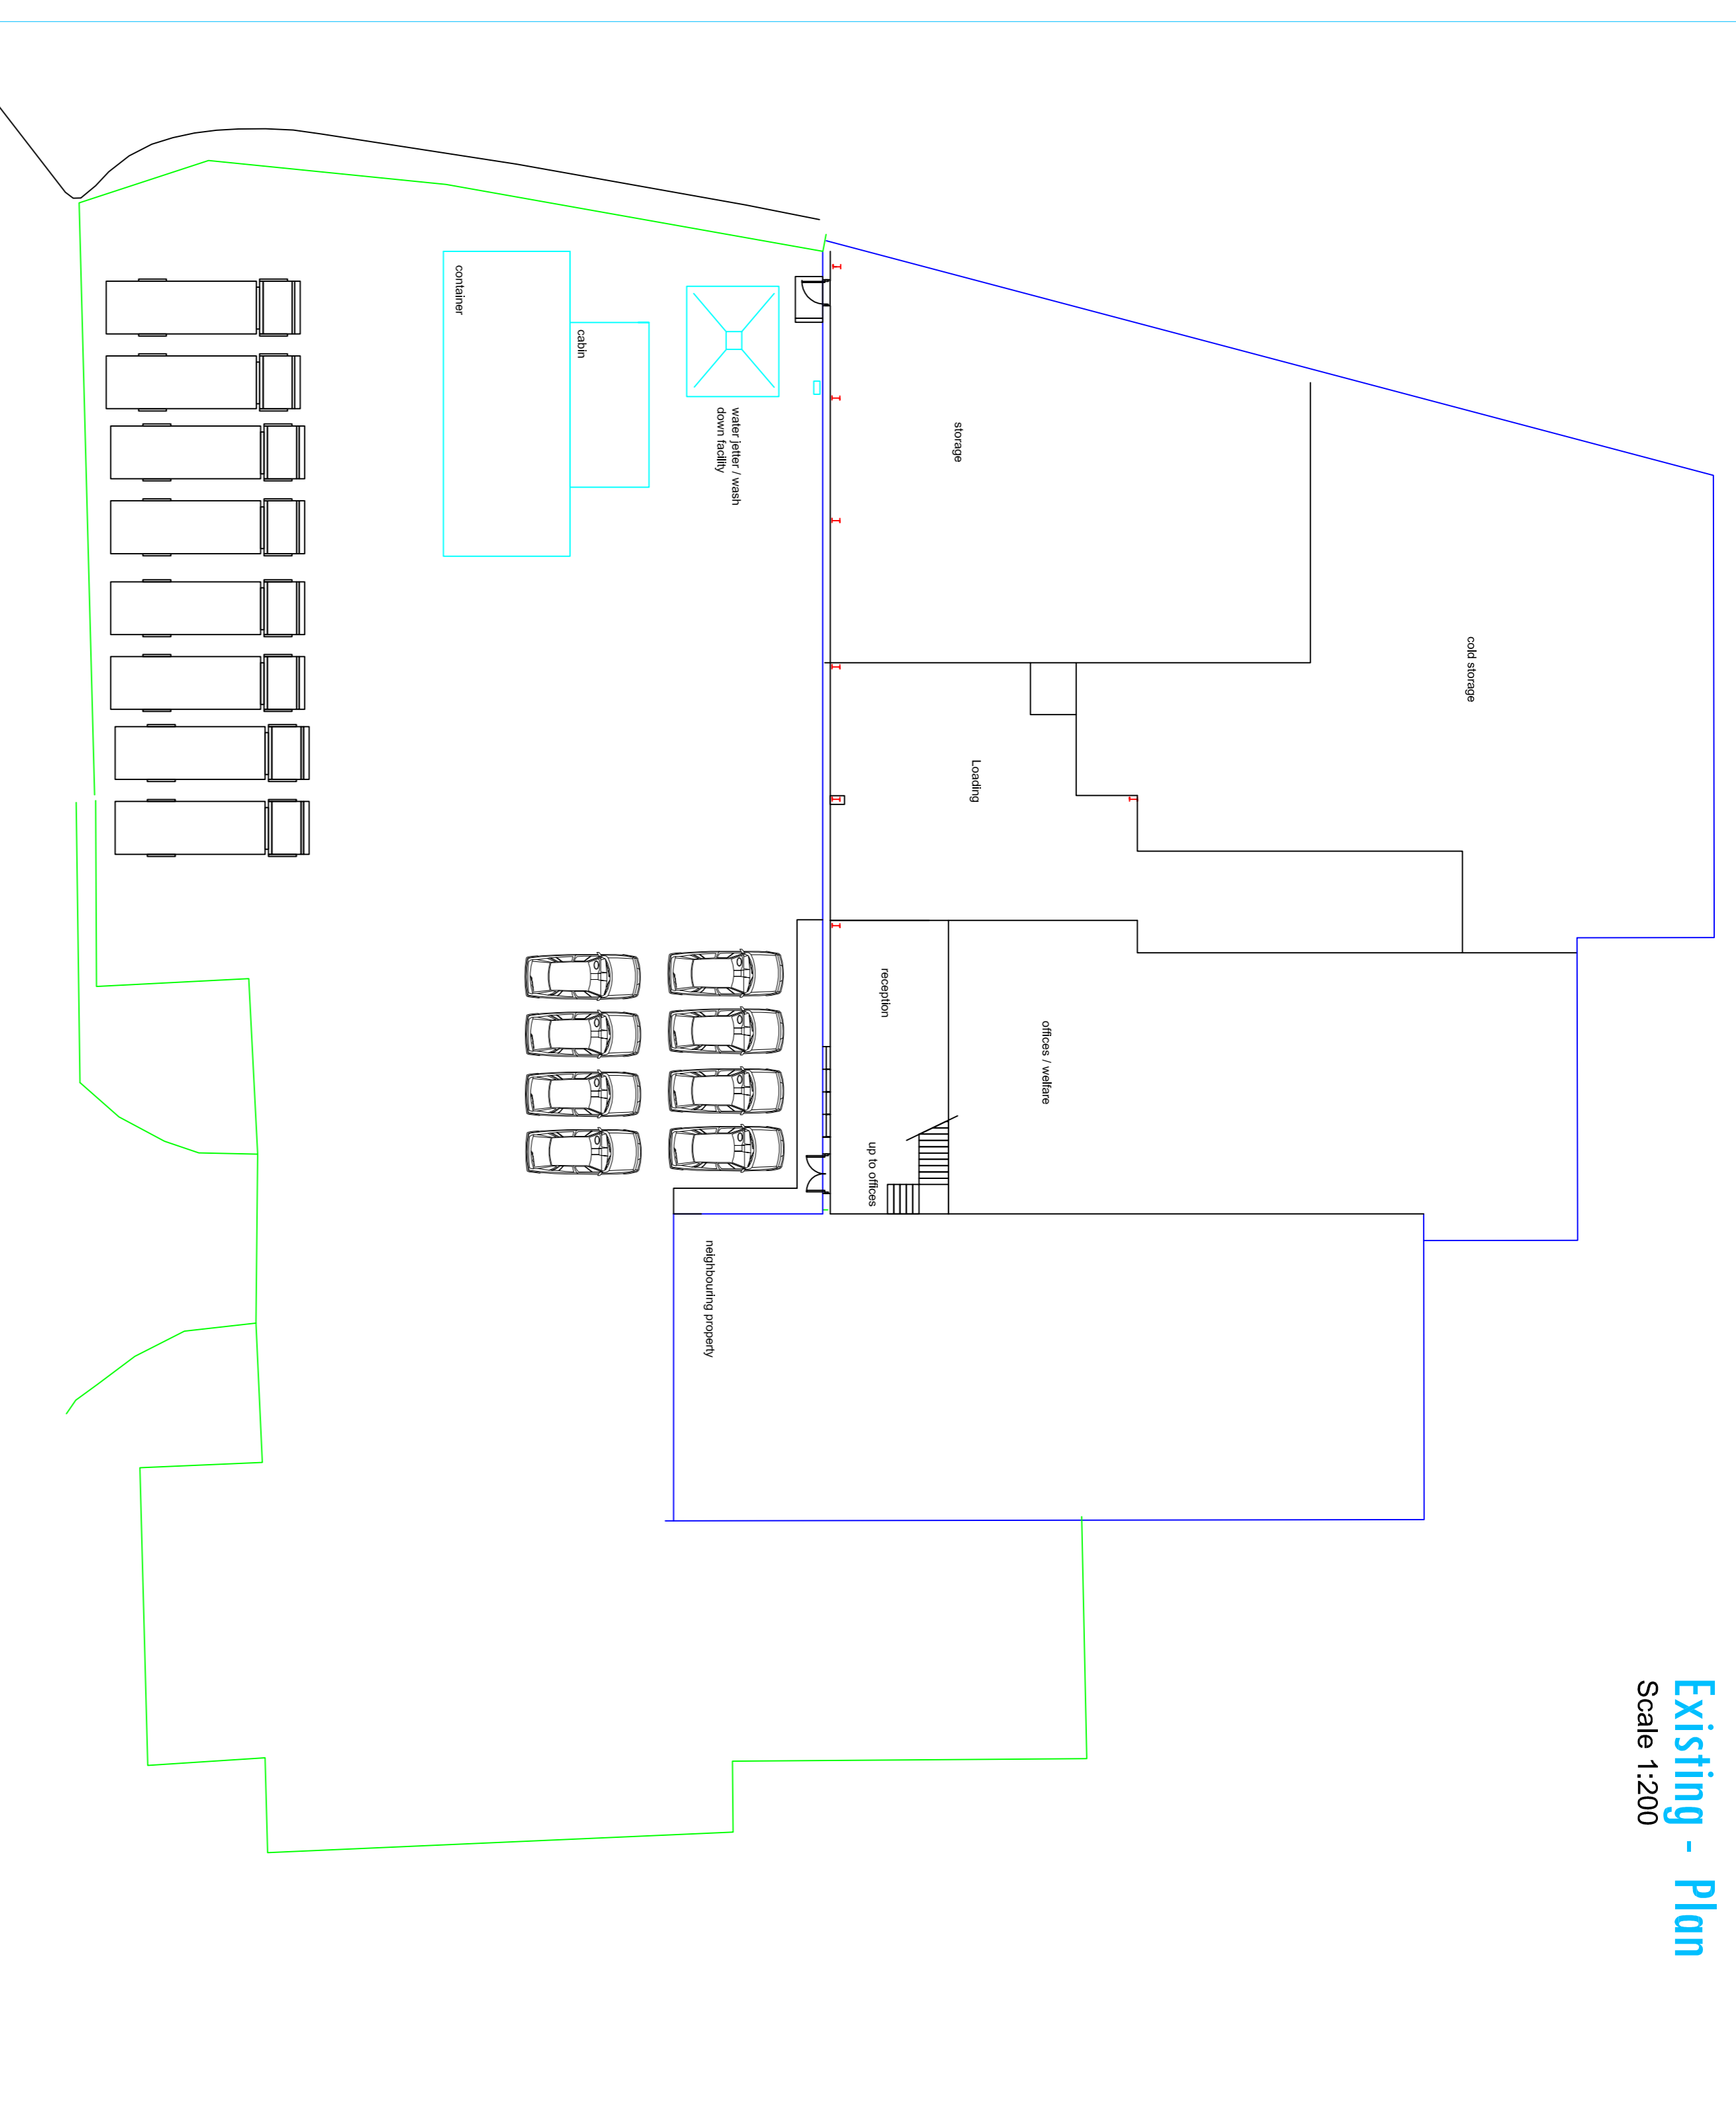 Existing - Plan
Scale 1:200
cold storage
offices / welfare
Loading
storage
reception
up to offices
water jetter / wash
down facility
neighbouring property
cabin
container